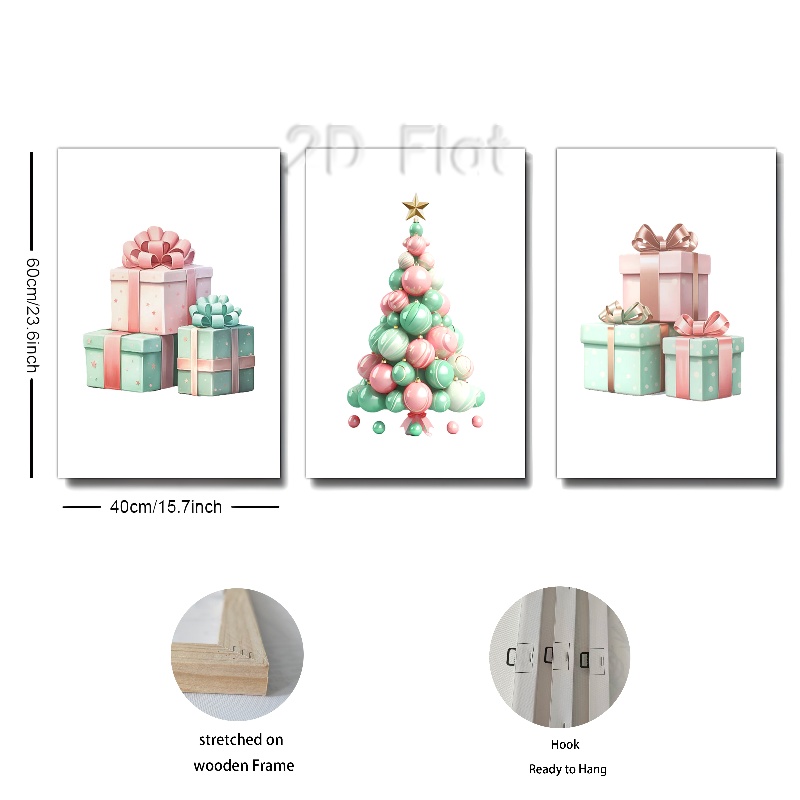 2D Flat
60cm/23.6inch
40cm/15.7inch
stretched on
wooden Frame
Hook
Ready to Hang